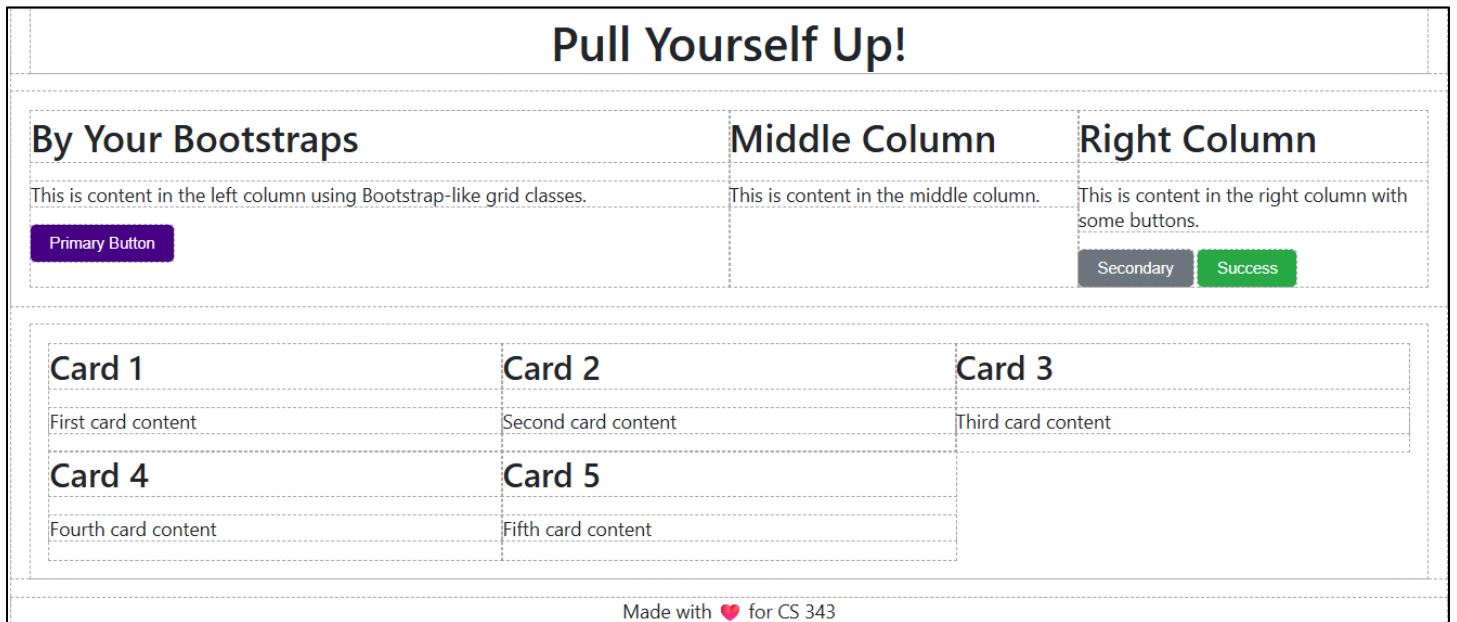 Pull Yourself Up!
By Your Bootstraps
This is content in the left column using Bootstrap-like grid classes.
Primary Button
Middle Column
This is content in the middle column.
Right Column
This is content in the right column with
some buttons.
Secondary Success
Card 1
First card content
Card 2
Second card content
Card 3
Third card content
Card 4
Fourth card content
Card 5
Fifth card content
Made with ❤️ for CS 343